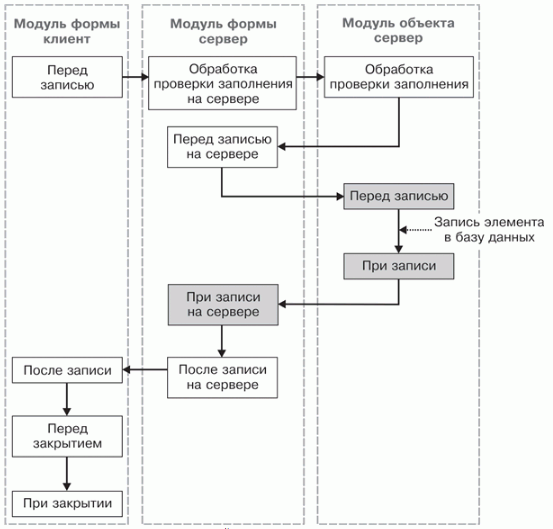 Модуль формы
клиент
Модуль формы
сервер
Модуль объекта
сервер
Перед
записью
Обработка
проверки заполнения
на сервере
Обработка
проверки заполнения
Перед записью
на сервере
Перед записью
Запись элемента
в базу данных
При записи
При записи
на сервере
После записи
После записи
на сервере
Перед
закрытием
При закрытии